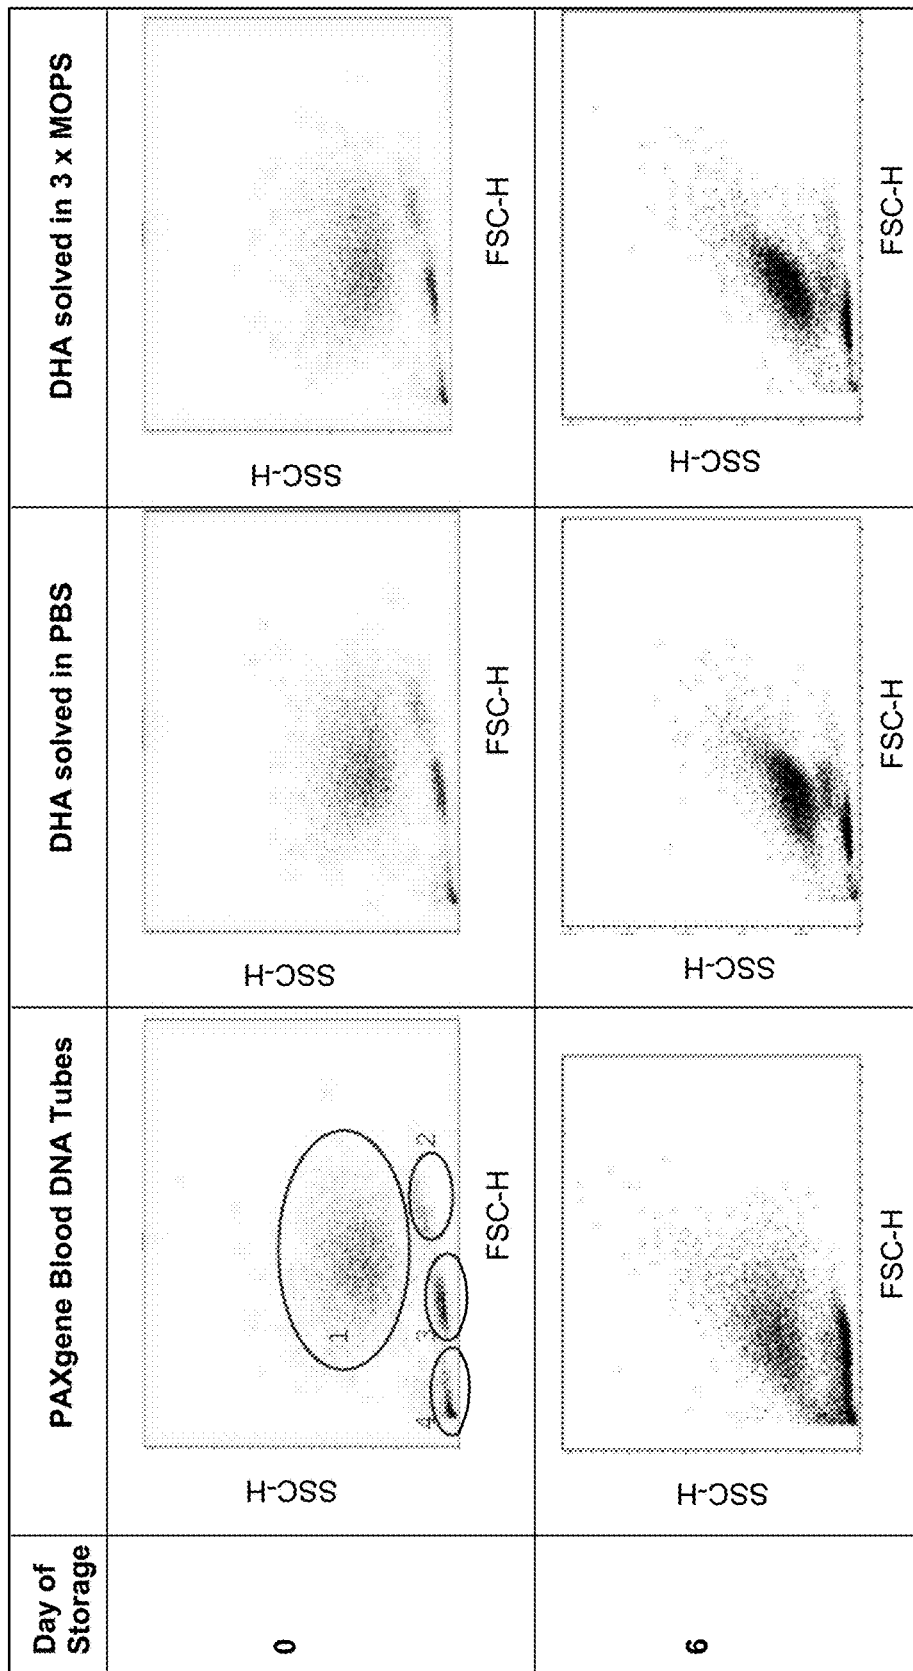 Day of
Storage
PAXgene Blood DNA Tubes
DHA solved in PBS
DHA solved in 3 x MOPS
0
SSC-H
1
2
3
4
FSC-H
SSC-H
FSC-H
SSC-H
FSC-H
6
SSC-H
FSC-H
SSC-H
FSC-H
SSC-H
FSC-H